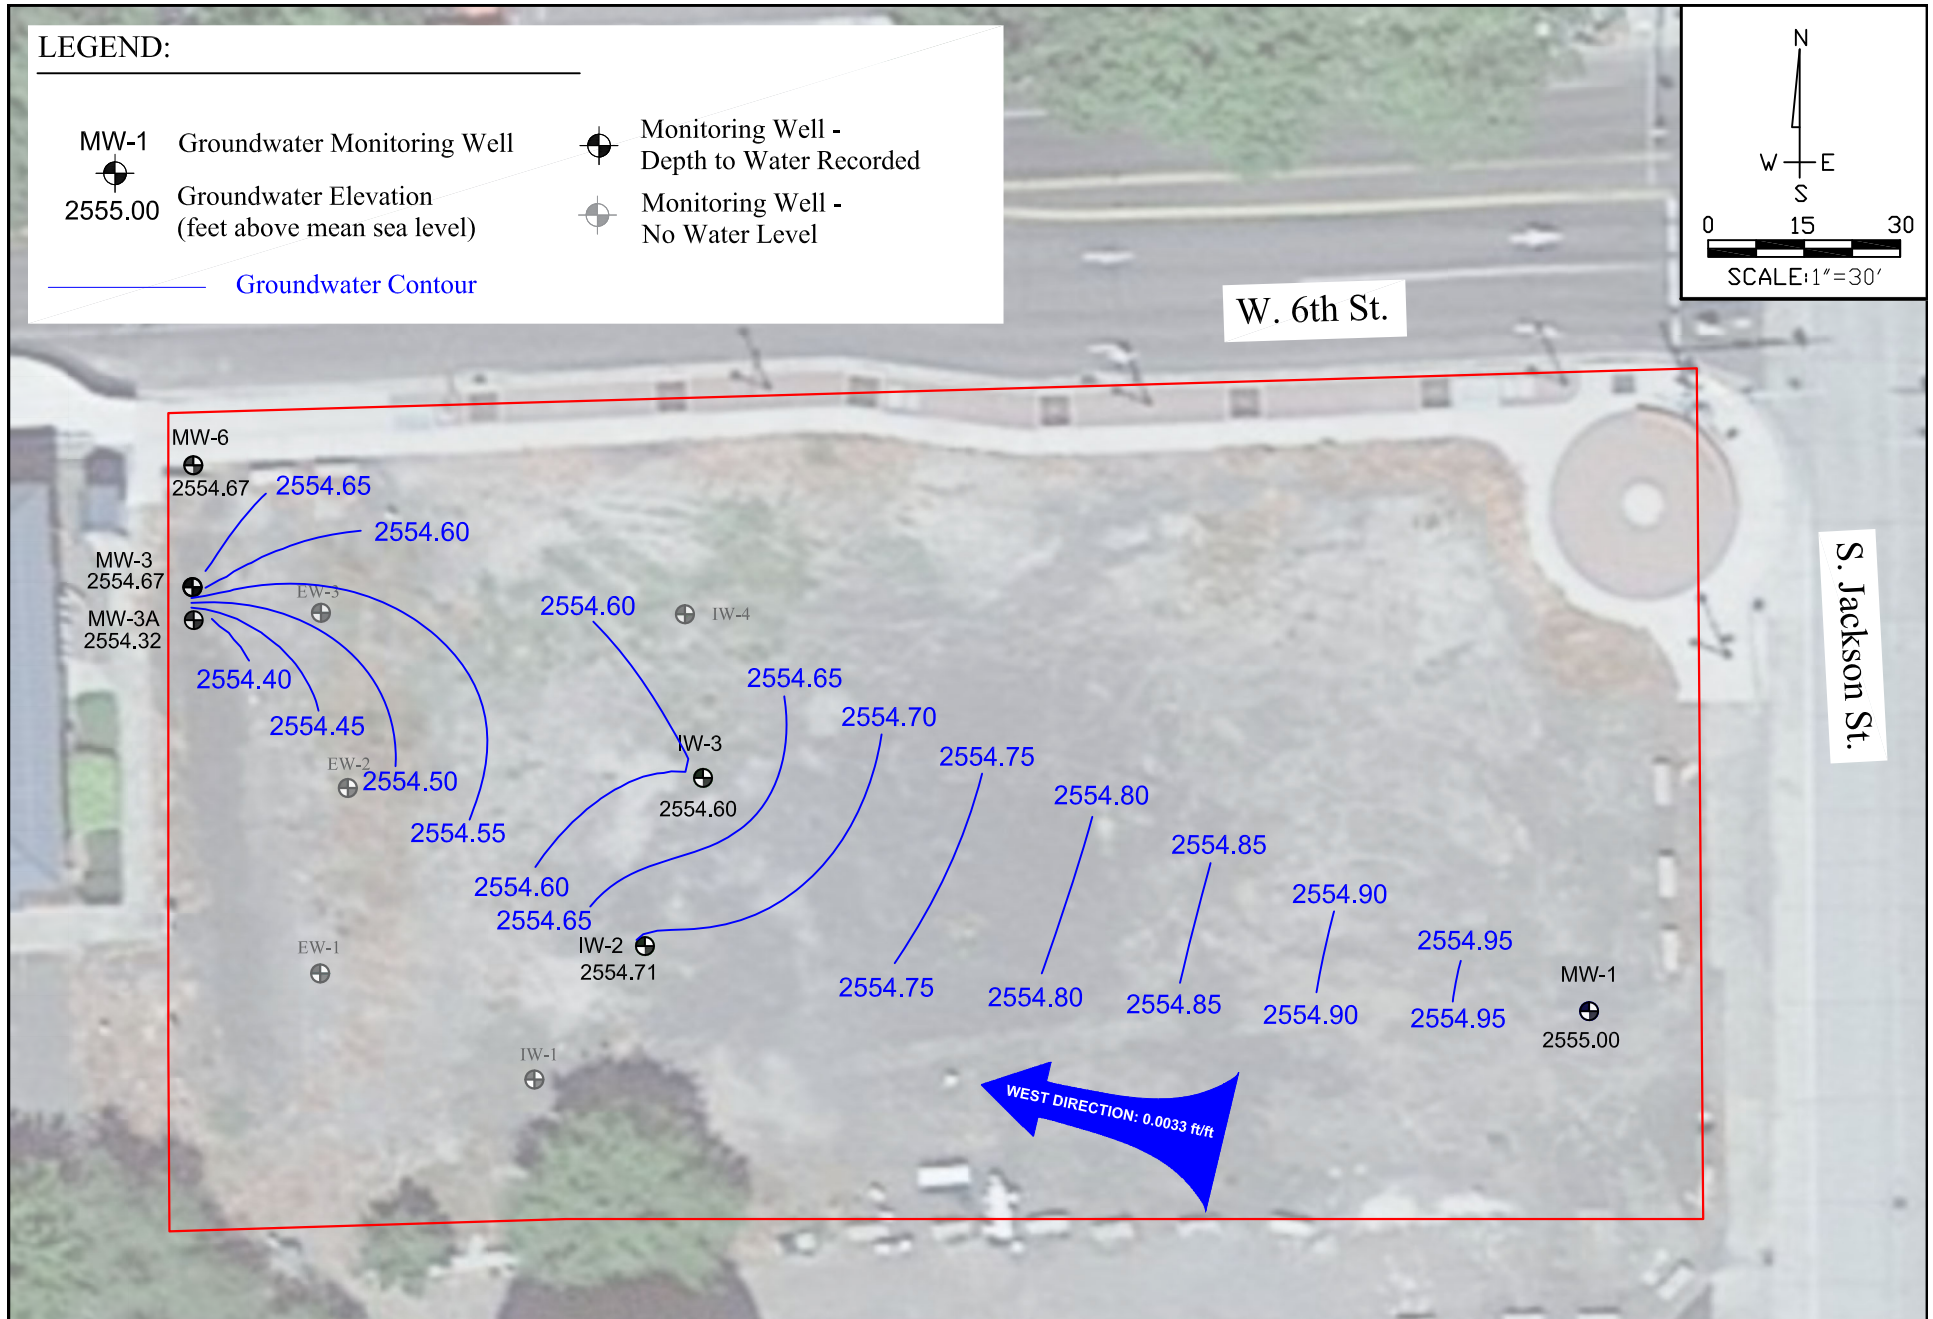 LEGEND:
MW-1
Groundwater Monitoring Well
2555.00
Groundwater Elevation
(feet above mean sea level)
Monitoring Well -
Depth to Water Recorded
Monitoring Well -
No Water Level
Groundwater Contour
N
W E
S
0 15 30
SCALE:1"=30'
W. 6th St.
S. Jackson St.
MW-6
2554.67
2554.65
2554.60
MW-3
2554.67
MW-3A
2554.32
EW-3
2554.60
IW-4
2554.40
2554.65
2554.45
2554.70
EW-2
2554.50
IW-3
2554.60
2554.75
2554.55
2554.80
2554.85
2554.60
2554.65
2554.90
IW-2
2554.71
2554.95
EW-1
2554.75
2554.80
2554.85
2554.90
2554.95
MW-1
2555.00
IW-1
WEST DIRECTION: 0.0033 ft/ft